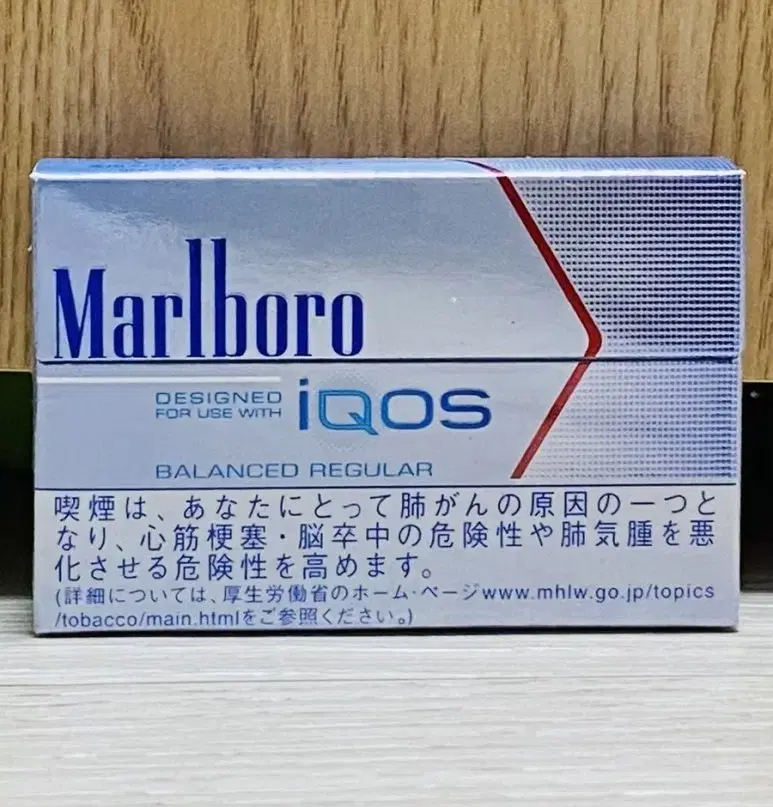 Marlboro
DESIGNED
FOR USE WITH
iQOS
BALANCED REGULAR
喫煙は、あなたにとって肺がんの原因の一つと
なり、心筋梗塞・脳卒中の危険性や肺気腫を悪
化させる危険性を高めます。
(詳細については、厚生労働省のホーム・ページwww.mhlw.go.jp/topics
/tobacco/main.htmlをご参照ください。)